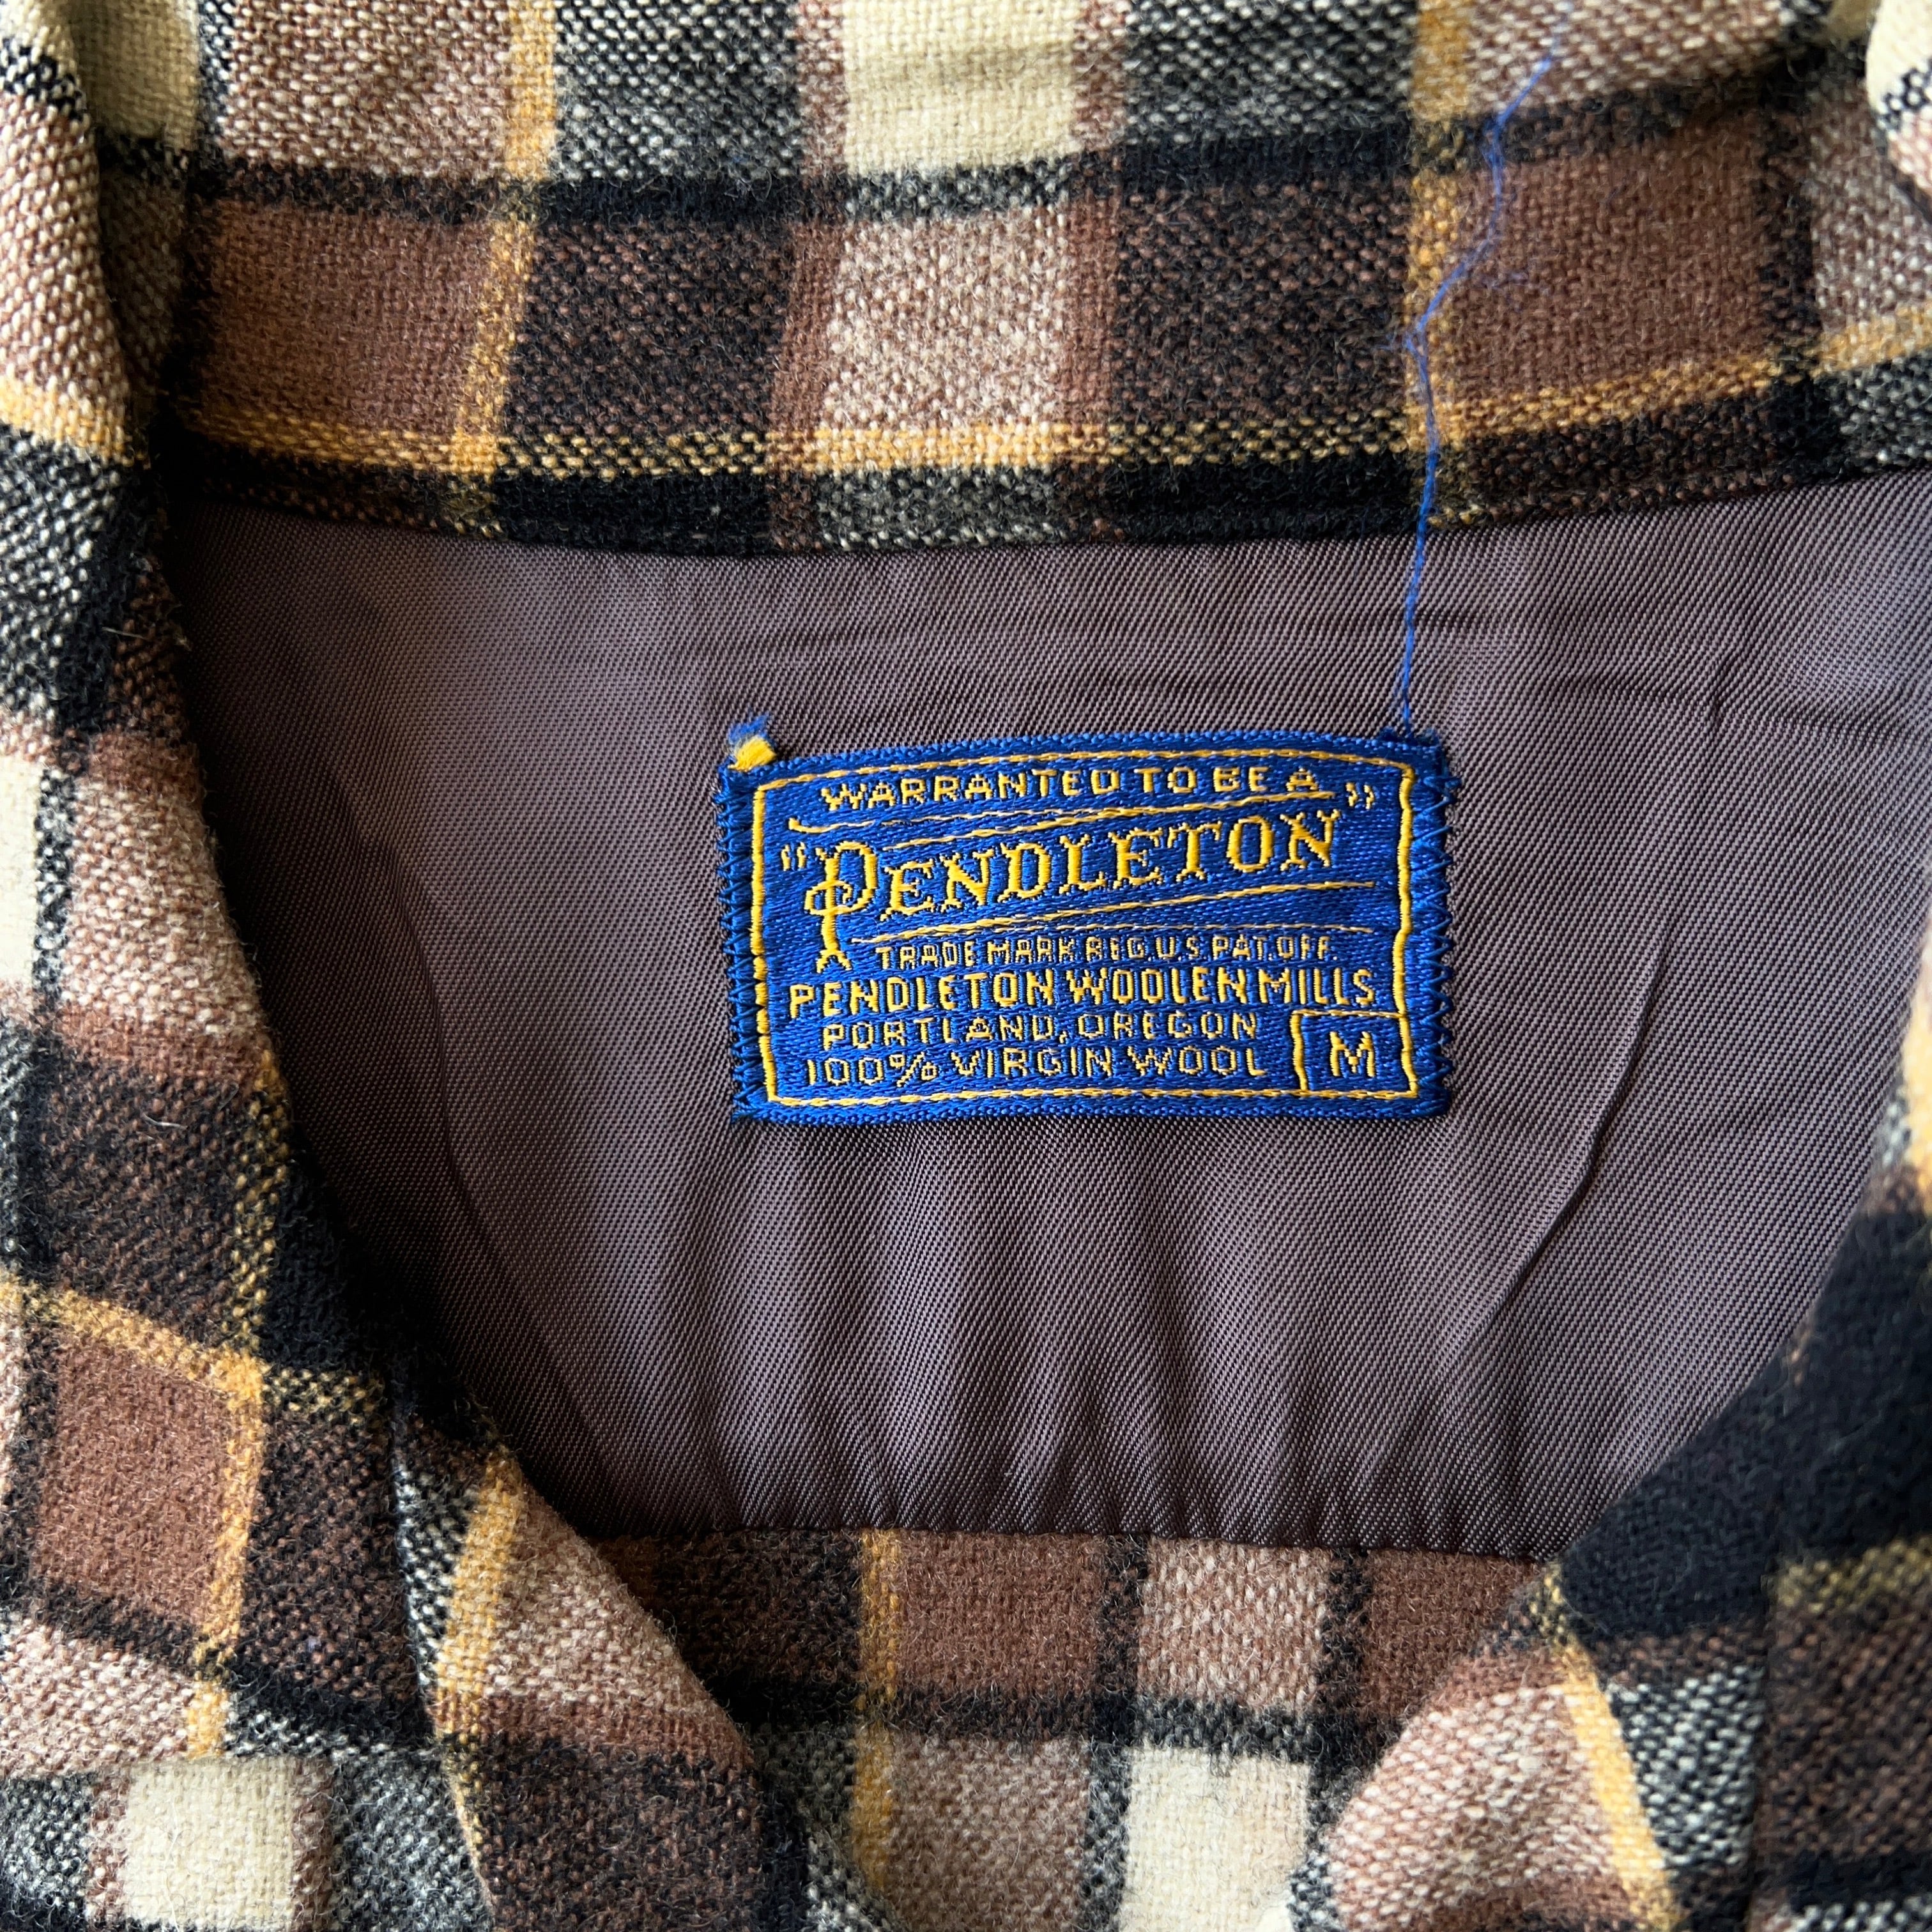 WARRANTED TO BE A
"PENDLETON"
TRADE MARK REG. U.S. PAT. OFF.
PENDLETON WOOLEN MILLS
PORTLAND, OREGON
100% VIRGIN WOOL
M